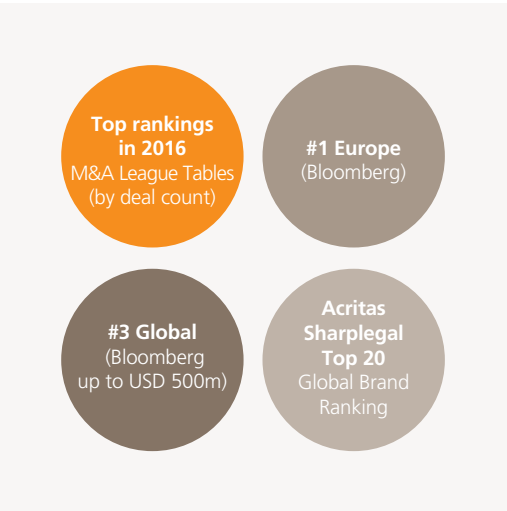 Top rankings
in 2016
M&A League Tables
(by deal count)
#1 Europe
(Bloomberg)
#3 Global
(Bloomberg
up to USD 500m)
Acritas
Sharplegal
Top 20
Global Brand
Ranking